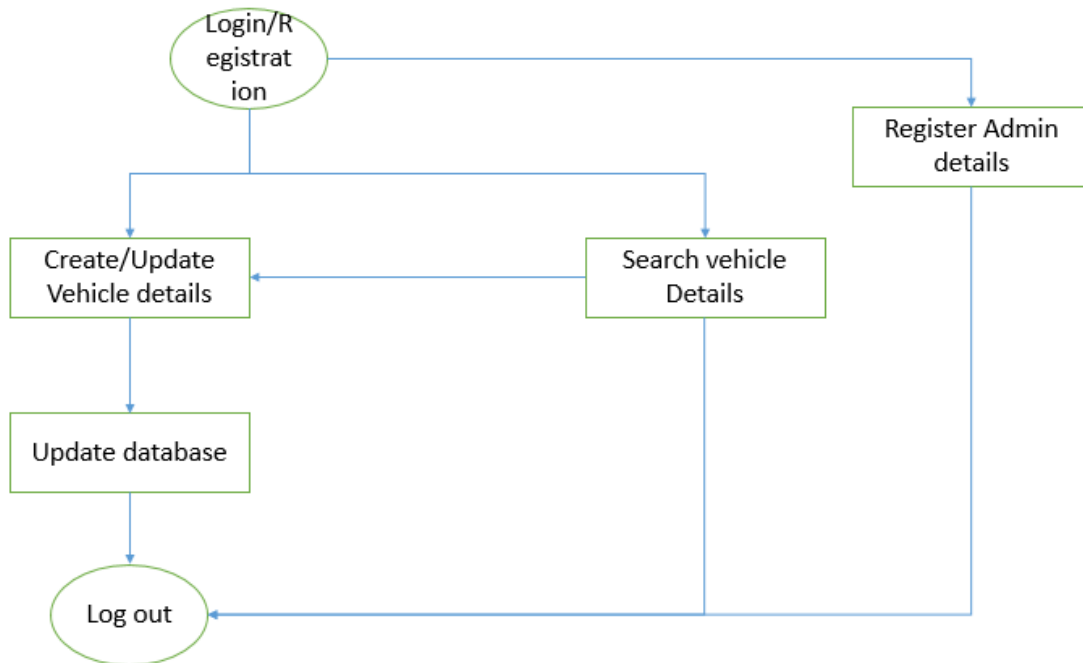 Login/R
egistrat
ion
Register Admin
details
Create/Update
Vehicle details
Search vehicle
Details
Update database
Log out